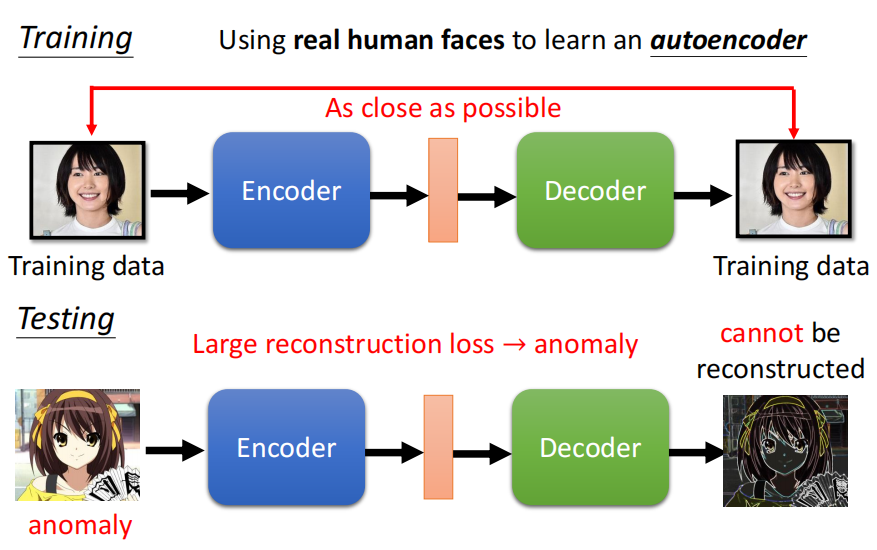 Training
Using real human faces to learn an autoencoder
As close as possible
Encoder
Decoder
Training data
Training data
Testing
Large reconstruction loss → anomaly
cannot be
reconstructed
Encoder
Decoder
anomaly